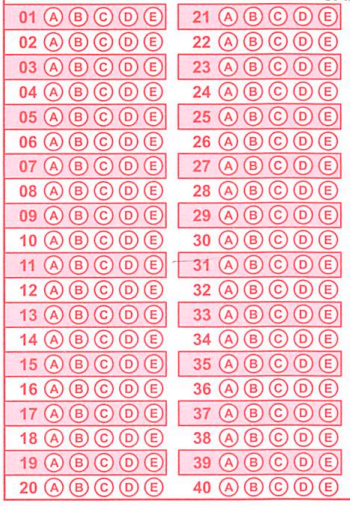 01 A B C D E
02 A B C D E
03 A B C D E
04 A B C D E
05 A B C D E
06 A B C D E
07 A B C D E
08 A B C D E
09 A B C D E
10 A B C D E
11 A B C D E
12 A B C D E
13 A B C D E
14 A B C D E
15 A B C D E
16 A B C D E
17 A B C D E
18 A B C D E
19 A B C D E
20 A B C D E
21 A B C D E
22 A B C D E
23 A B C D E
24 A B C D E
25 A B C D E
26 A B C D E
27 A B C D E
28 A B C D E
29 A B C D E
30 A B C D E
31 A B C D E
32 A B C D E
33 A B C D E
34 A B C D E
35 A B C D E
36 A B C D E
37 A B C D E
38 A B C D E
39 A B C D E
40 A B C D E